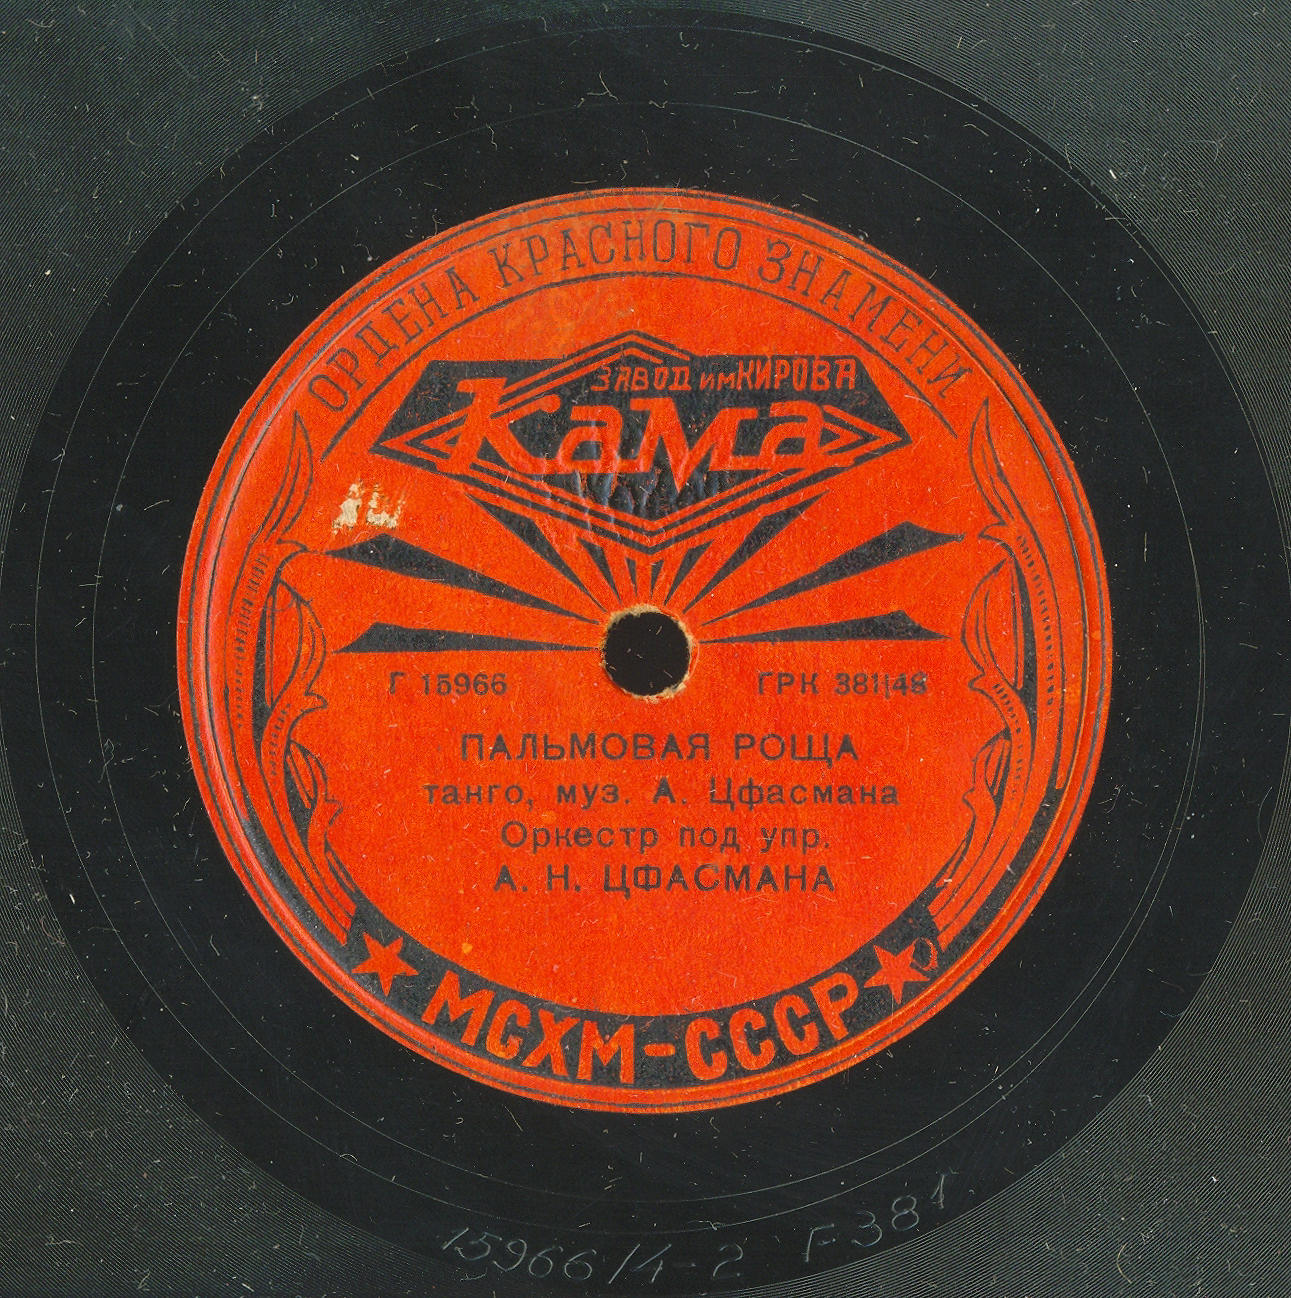 ОРДЕНА КРАСНОГО ЗНАМЕНИ
ЗАВОД им КИРОВА
КаМа
Г 15966
ГРК 381|48
ПАЛЬМОВАЯ РОЩА
танго, муз. А. Цфасмана
Оркестр под упр.
А. Н. ЦФАСМАНА
МСХМ-СССР
15966/4-2 F 381